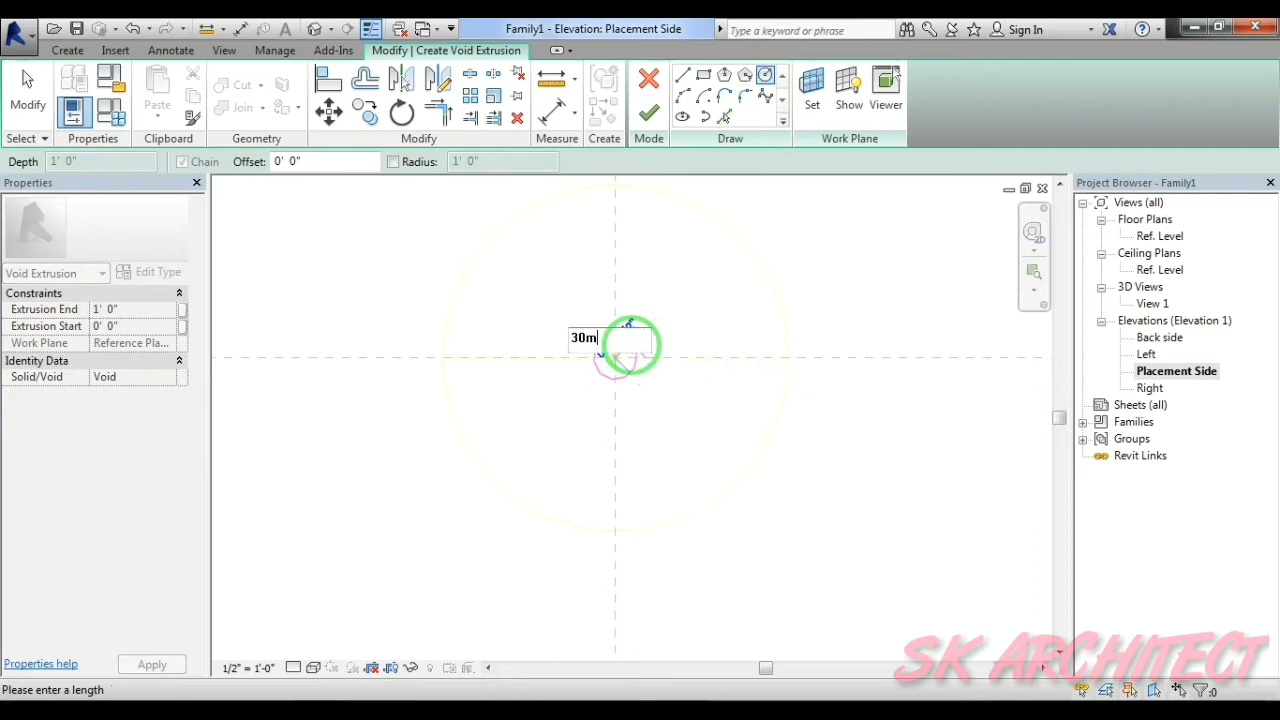 Family1 - Elevation: Placement Side
Type a keyword or phrase
Sign In
Create Insert Annotate View Manage Add-Ins Modify | Create Void Extrusion
Modify
Paste
Cut
Join
Set Show Viewer
Select Properties Clipboard Geometry Modify Measure Create Mode Draw Work Plane
Depth 1' 0" Chain Offset: 0' 0" Radius: 1' 0"
Properties
Void Extrusion Edit Type
Constraints
Extrusion End 1' 0"
Extrusion Start 0' 0"
Work Plane Reference Pla...
Identity Data
Solid/Void Void
Properties help Apply
30m
2D
1/2" = 1'-0"
Project Browser - Family1
Views (all)
Floor Plans
Ref. Level
Ceiling Plans
Ref. Level
3D Views
View 1
Elevations (Elevation 1)
Back side
Left
Placement Side
Right
Sheets (all)
Families
Groups
Revit Links
SK ARCHITECT
Please enter a length
:0